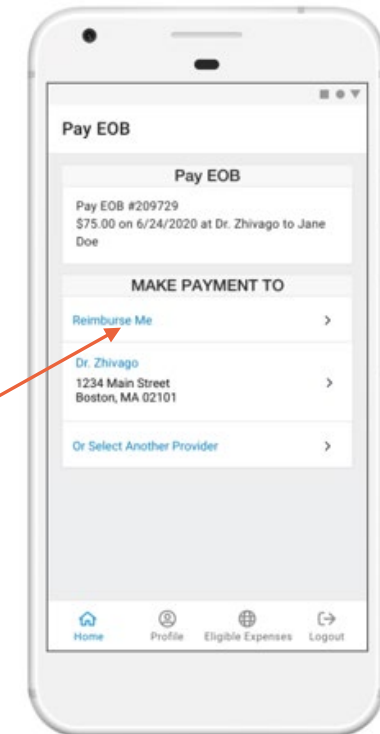 Pay EOB
Pay EOB
Pay EOB #209729
$75.00 on 6/24/2020 at Dr. Zhivago to Jane
Doe
MAKE PAYMENT TO
Reimburse Me
Dr. Zhivago
1234 Main Street
Boston, MA 02101
Or Select Another Provider
Home Profile Eligible Expenses Logout